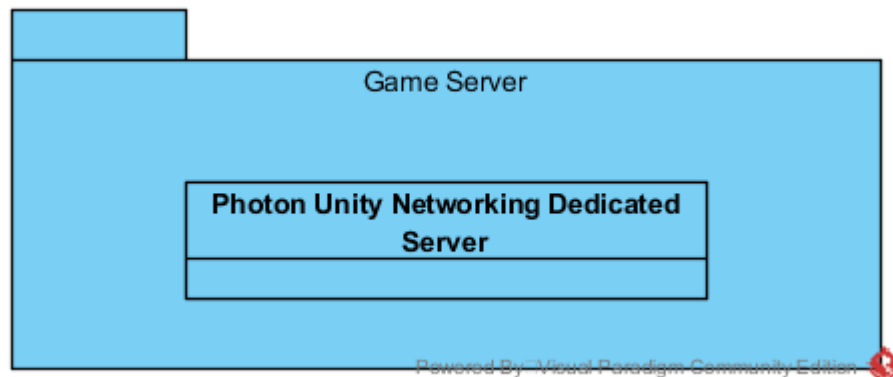 Game Server
Photon Unity Networking Dedicated
Server
Powered By Visual Paradigm Community Edition